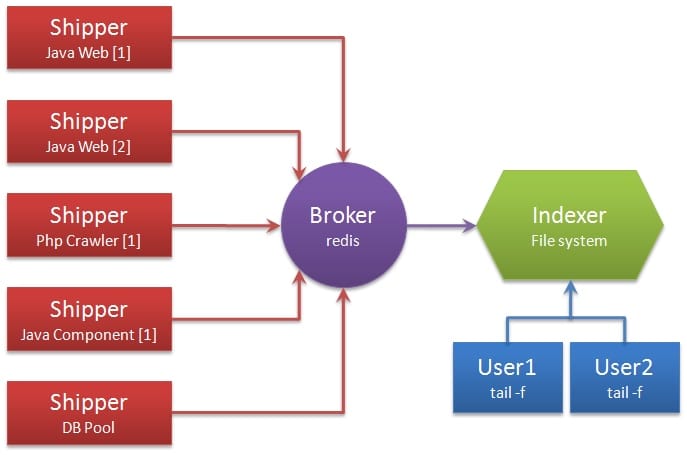 Shipper
Java Web [1]
Shipper
Java Web [2]
Shipper
Php Crawler [1]
Shipper
Java Component [1]
Shipper
DB Pool
Broker
redis
Indexer
File system
User1
tail -f
User2
tail -f